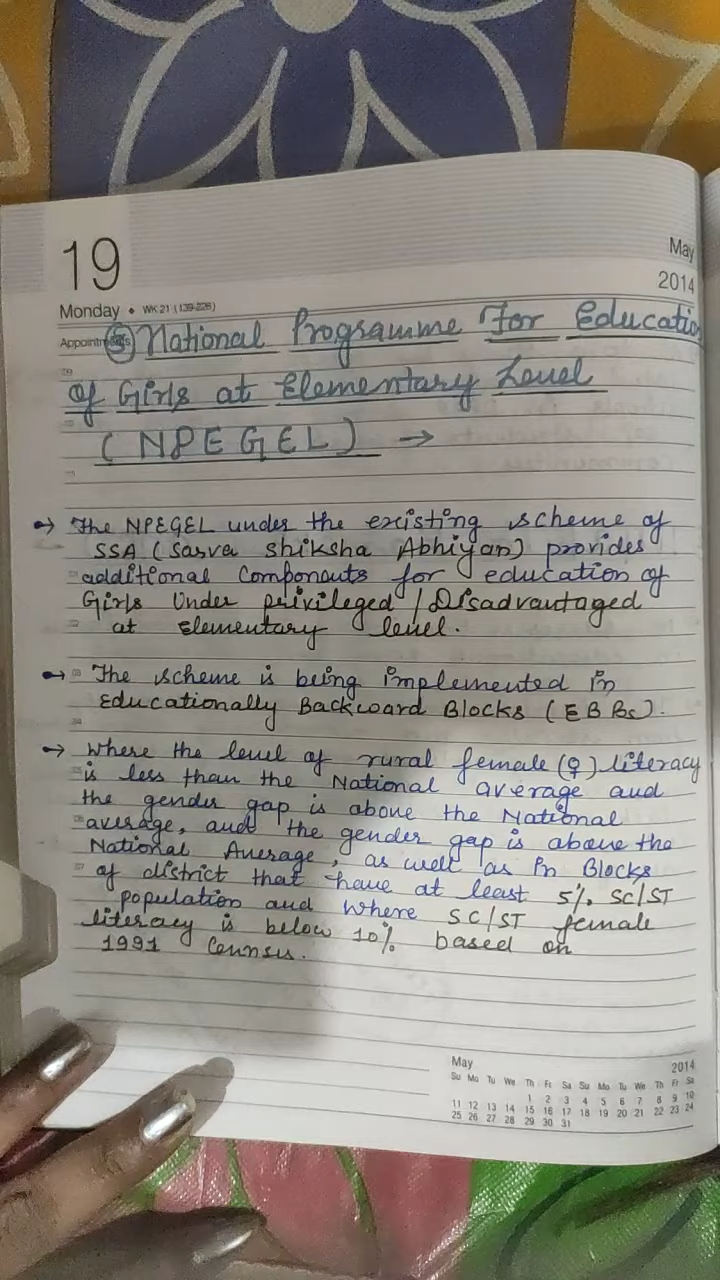 19
May
2014
Monday • WK 21 (139-226)
Appointments
⑤ National Programme For Education
Of Girls at Elementary Level
(NPEGEL) →
→ The NPEGEL under the existing scheme of
SSA (Sarva Shiksha Abhiyan) provides
additional Componauts for education of
Girls Under privileged / Disadvautaged
at Elementary level.
→ The scheme is being implemented in
Educationally Backward Blocks (EBBs).
→ Where the level of rural female (♀) literacy
is less than the National average and
the gender gap is above the National
average, and the gender gap is above the
National Average, as well as in Blocks
of district that have at least 5% SC/ST
population and where SC/ST female
literacy is below 10% based on
1991 Counsus.
May 2014
Su Mo Tu We Th Fr Sa Su Mo Tu We Th Fr Sa
1 2 3 4 5 6 7 8 9 10
11 12 13 14 15 16 17 18 19 20 21 22 23 24
25 26 27 28 29 30 31